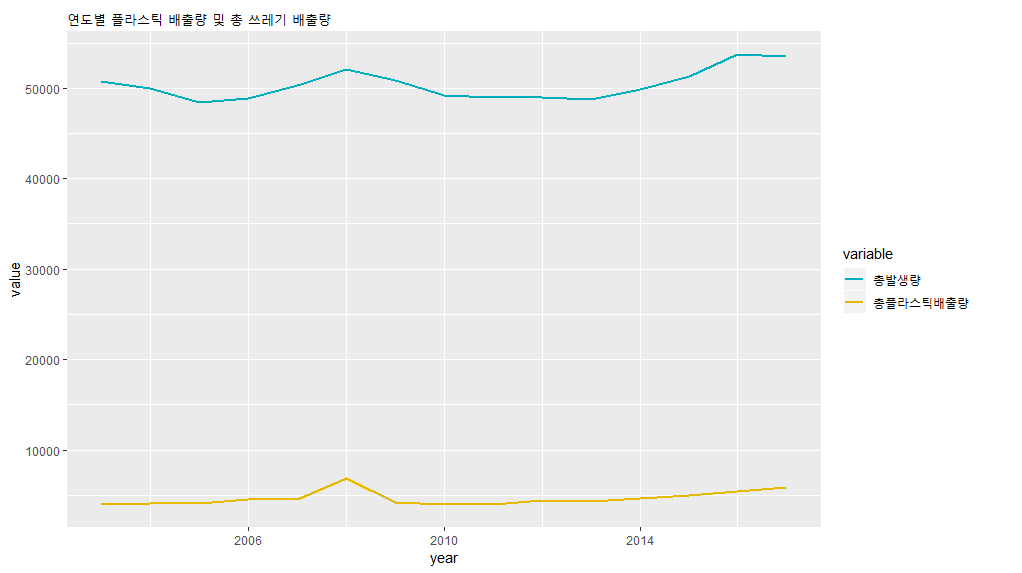 연도별 플라스틱 배출량 및 총 쓰레기 배출량
50000
40000
30000
20000
10000
value
2006
2010
2014
year
variable
총발생량
총플라스틱배출량